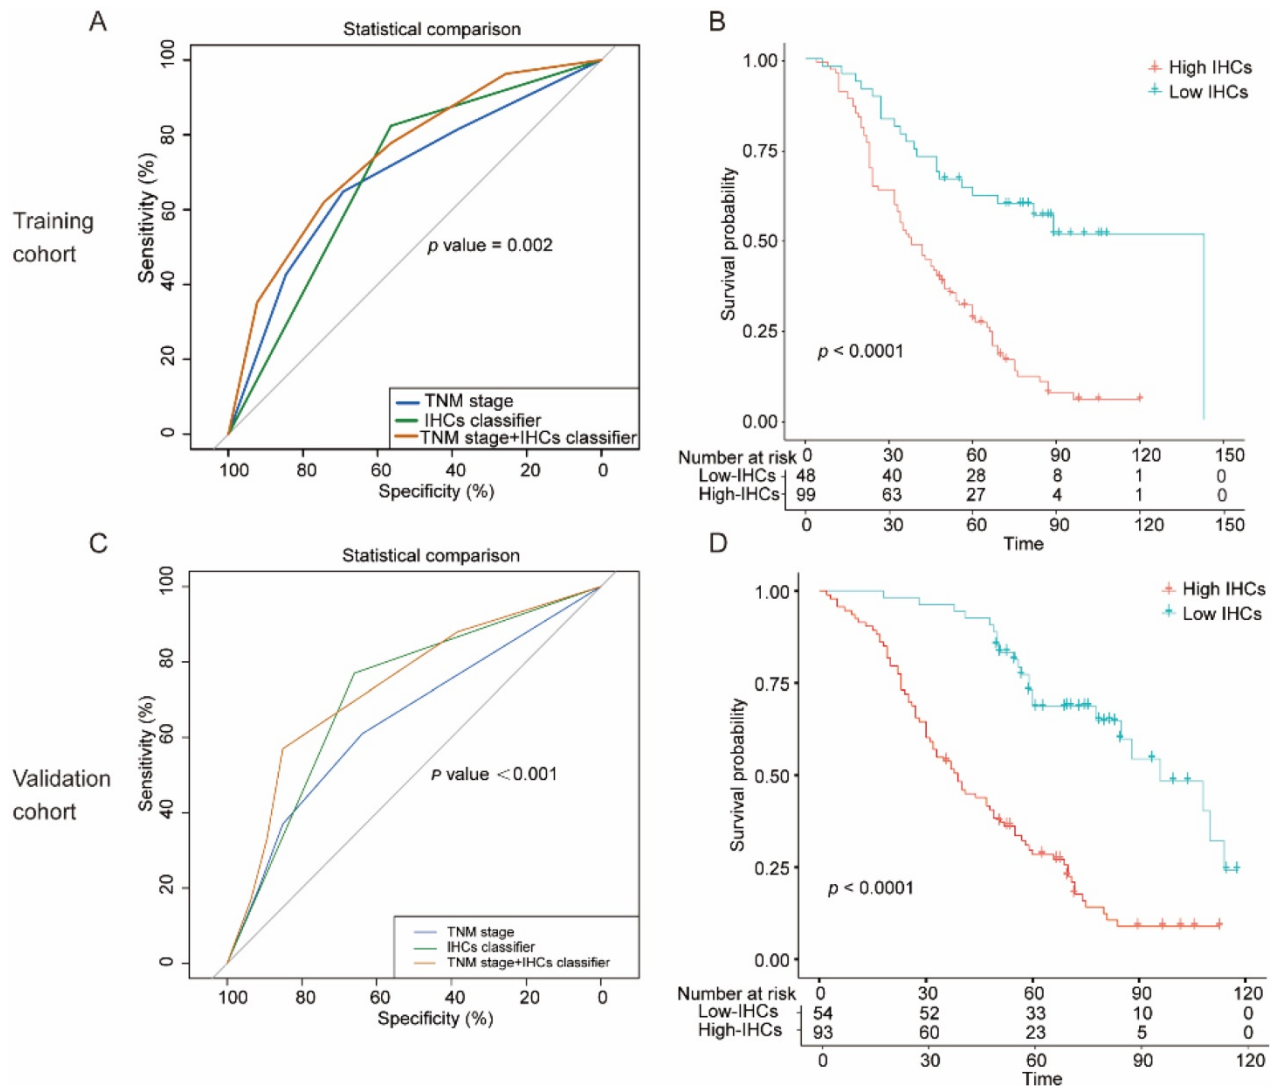 A
Statistical comparison
Training
cohort
Sensitivity (%)
100
80
60
40
20
0
p value = 0.002
TNM stage
IHCs classifier
TNM stage+IHCs classifier
100 80 60 40 20 0
Specificity (%)
B
High IHCs
Low IHCs
Survival probability
1.00
0.75
0.50
0.25
0.00
p < 0.0001
Number at risk 0 30 60 90 120 150
Low-IHCs 48 40 28 8 1 0
High-IHCs 99 63 27 4 1 0
0 30 60 90 120 150
Time
C
Statistical comparison
Validation
cohort
Sensitivity (%)
100
80
60
40
20
0
P value <0.001
TNM stage
IHCs classifier
TNM stage+IHCs classifier
100 80 60 40 20 0
Specificity (%)
D
High IHCs
Low IHCs
Survival probability
1.00
0.75
0.50
0.25
0.00
p < 0.0001
Number at risk 0 30 60 90 120
Low-IHCs 54 52 33 10 0
High-IHCs 93 60 23 5 0
0 30 60 90 120
Time